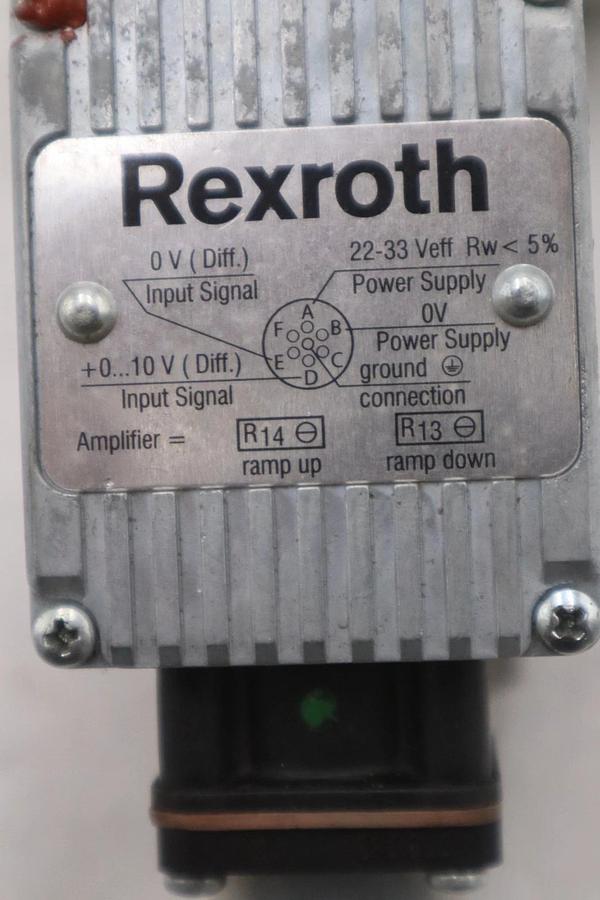 Rexroth
0 V ( Diff.)
Input Signal
22-33 Veff Rw < 5%
Power Supply
0V
Power Supply
A
B
C
D
E
F
+0...10 V ( Diff.)
Input Signal
ground
connection
Amplifier =
R14
ramp up
R13
ramp down